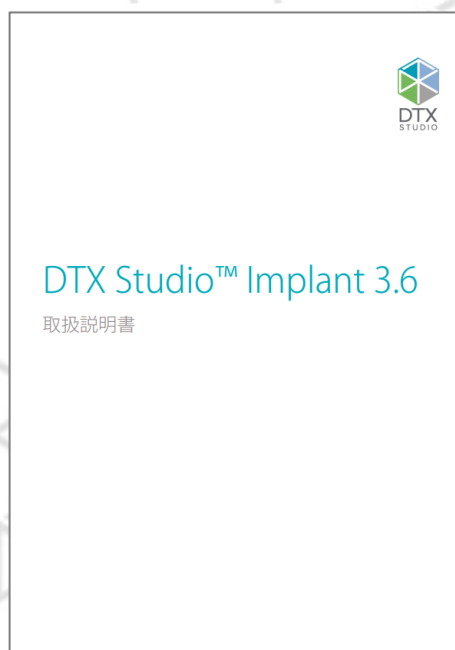 DTX
STUDIO
DTX Studio™ Implant 3.6
取扱説明書